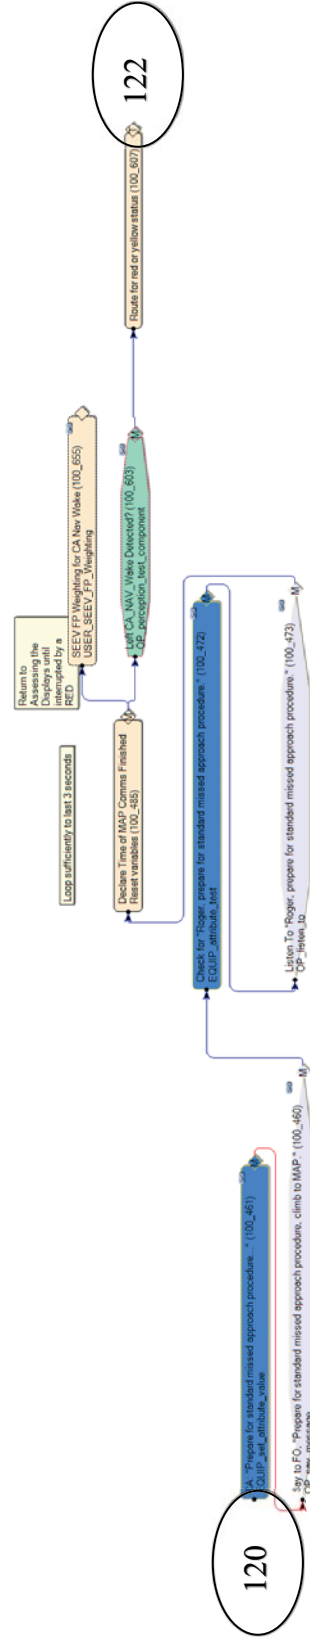 120
CA, "Prepare for standard missed approach procedure..." (100_461)
EQUIP_set_attribute_value
Say to FO, "Prepare for standard missed approach procedure, climb to MAP." (100_460)
OP_say_message
M
M
Check for "Roger, prepare for standard missed approach procedure." (100_472)
EQUIP_attribute_test
M
Listen To "Roger, prepare for standard missed approach procedure." (100_473)
OP_listen_to
M
Loop sufficiently to last 3 seconds
Declare Time of MAP Comms Finished
Reset variables (100_485)
M
Return to
Assessing the
Displays until
interrupted by a
RED
SEEV FP Weighting for CA Nav Wake (100_655)
USER_SEEV_FP_Weighting
Left CA_NAV_Wake Detected? (100_603)
OP_perception_test_component
M
Route for red or yellow status (100_607)
T
122